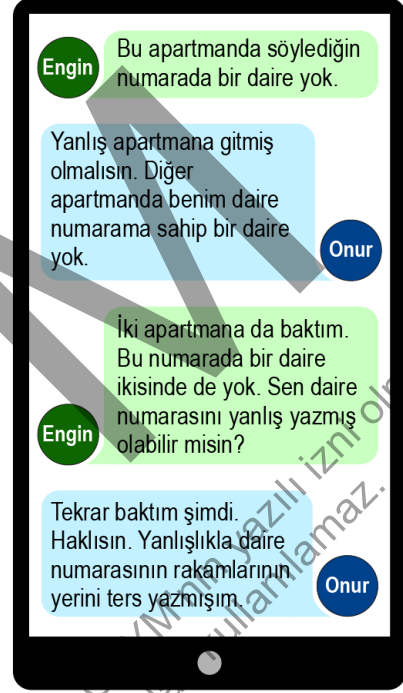 Engin
Bu apartmanda söylediğin
numarada bir daire yok.
Yanlış apartmana gitmiş
olmalısın. Diğer
apartmanda benim daire
numarama sahip bir daire
yok.
Onur
İki apartmana da baktım.
Bu numarada bir daire
ikisinde de yok. Sen daire
numarasını yanlış yazmış
olabilir misin?
Engin
Tekrar baktım şimdi.
Haklısın. Yanlışlıkla daire
numarasının rakamlarının
yerini ters yazmışım.
Onur